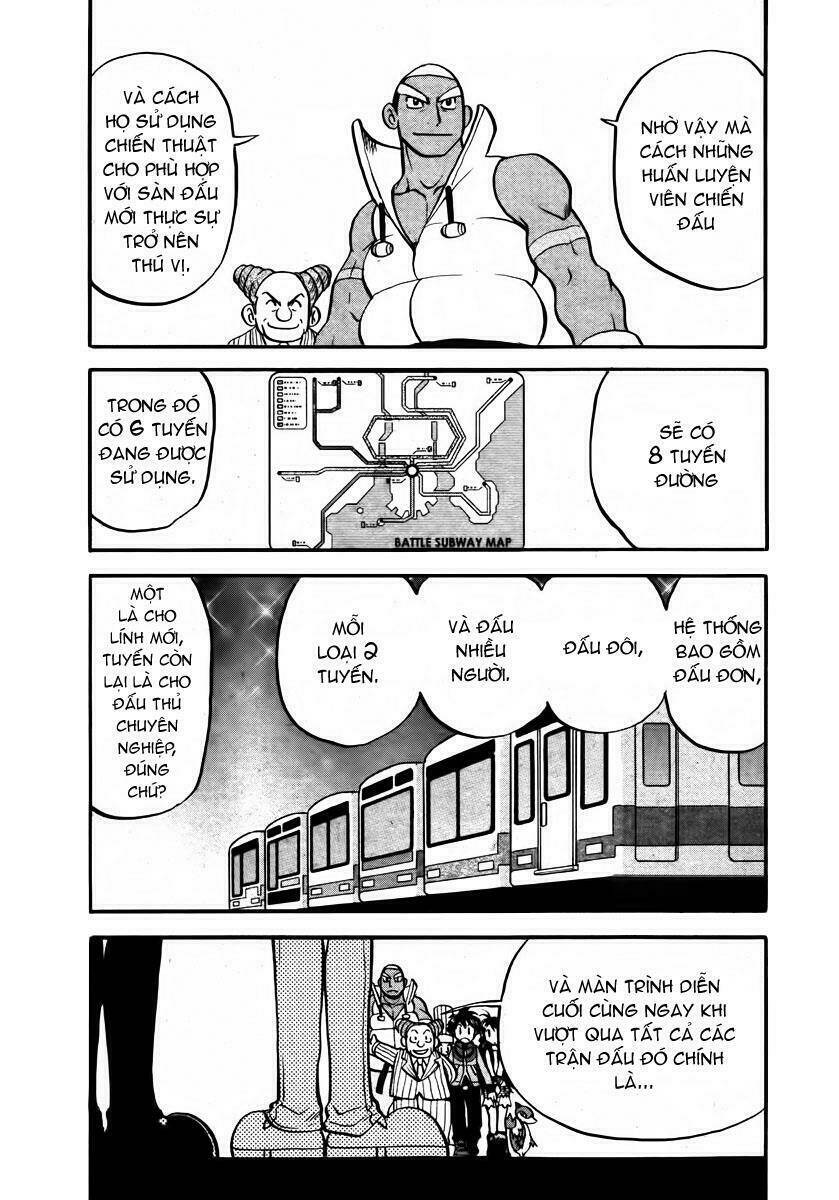 NHỜ VẬY MÀ
CÁCH NHỮNG
HUẤN LUYỆN
VIÊN CHIẾN
ĐẤU
VÀ CÁCH
HỌ SỬ DỤNG
CHIẾN THUẬT
CHO PHÙ HỢP
VỚI SÀN ĐẤU
MỚI THỰC SỰ
TRỞ NÊN
THÚ VỊ.
SẼ CÓ
8 TUYẾN
ĐƯỜNG
BATTLE SUBWAY MAP
TRONG ĐÓ
CÓ 6 TUYẾN
ĐANG ĐƯỢC
SỬ DỤNG.
HỆ THỐNG
BAO GỒM
ĐẤU ĐƠN,
ĐẤU ĐÔI,
VÀ ĐẤU
NHIỀU
NGƯỜI.
MỖI
LOẠI 2
TUYẾN.
MỘT
LÀ CHO
LÍNH MỚI,
TUYẾN CÒN
LẠI LÀ CHO
ĐẤU THỦ
CHUYÊN
NGHIỆP,
ĐÚNG
CHỨ?
VÀ MÀN TRÌNH DIỄN
CUỐI CÙNG NGAY KHI
VƯỢT QUA TẤT CẢ CÁC
TRẬN ĐẤU ĐÓ CHÍNH
LÀ...